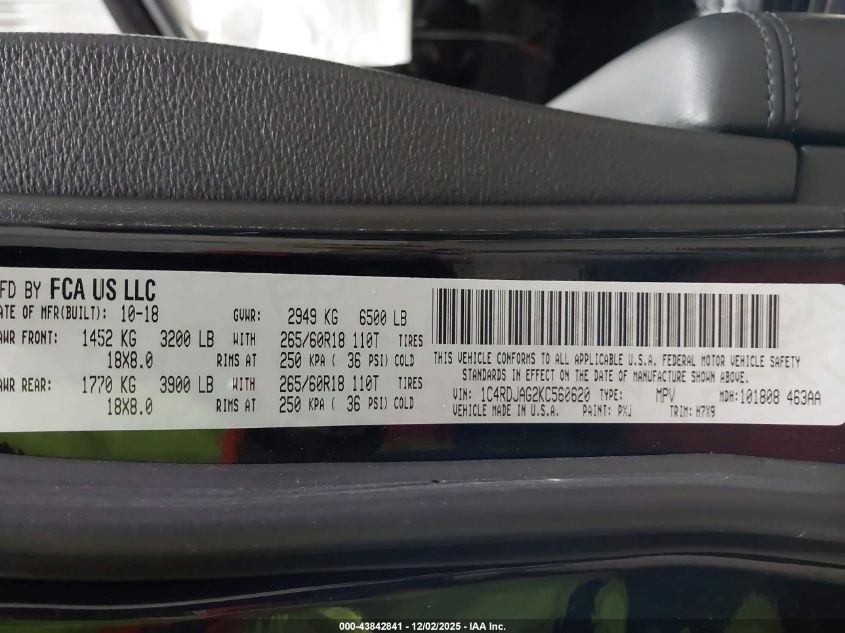 FD BY FCA US LLC
ATE OF MFR(BUILT): 10-18 GVWR: 2949 KG 6500 LB
AWR FRONT: 1452 KG 3200 LB WITH 265/60R18 110T TIRES
18X8.0 RIMS AT 250 KPA ( 36 PSI) COLD
AWR REAR: 1770 KG 3900 LB WITH 265/60R18 110T TIRES
18X8.0 RIMS AT 250 KPA ( 36 PSI) COLD
THIS VEHICLE CONFORMS TO ALL APPLICABLE U.S.A. FEDERAL MOTOR VEHICLE SAFETY
STANDARDS IN EFFECT ON THE DATE OF MANUFACTURE SHOWN ABOVE.
VIN: 1C4RDJAG2KC560620 TYPE: MPV MDH: 101808 463AA
VEHICLE MADE IN U.S.A. PAINT: PXJ TRIM: H7X9
000-43842841 - 12/02/2025 - IAA Inc.